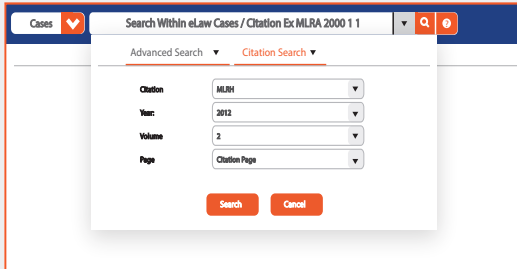 Cases Search Within eLaw Cases / Citation Ex MLRA 2000 1 1
Advanced Search Citation Search
Citation MLRH
Year: 2012
Volume 2
Page Citation Page
Search Cancel